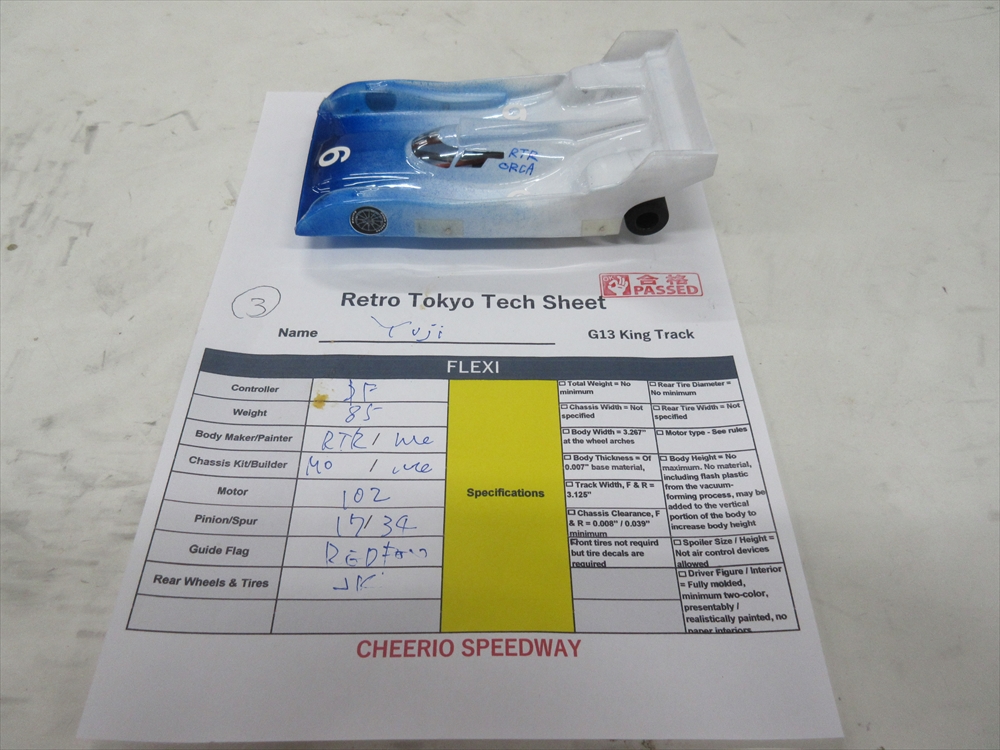 6
6
RTR
ORCA
合格
PASSED
3
Retro Tokyo Tech Sheet
Name Yuji
G13 King Track
FLEXI
Controller
Weight 85
Body Maker/Painter RTR / me
Chassis Kit/Builder MO / me
Motor 102
Pinion/Spur 17/34
Guide Flag REDFAN
Rear Wheels & Tires JK
Specifications
☐ Total Weight = No
minimum
☐ Chassis Width = Not
specified
☐ Body Width = 3.267"
at the wheel arches
☐ Body Thickness = Of
0.007" base material,
☐ Track Width, F & R =
3.125"
☐ Chassis Clearance, F
& R = 0.008" / 0.039"
minimum
Front tires not requird
but tire decals are
required
☐ Rear Tire Diameter =
No minimum
☐ Rear Tire Width = Not
specified
☐ Motor type - See rules
☐ Body Height = No
maximum. No material,
including flash plastic
from the vacuum-
forming process, may be
added to the vertical
portion of the body to
increase body height
☐ Spoiler Size / Height=
Not air control devices
allowed
☐ Driver Figure / Interior
= Fully molded,
minimum two-color,
presentably /
realistically painted, no
paper interiors
CHEERIO SPEEDWAY